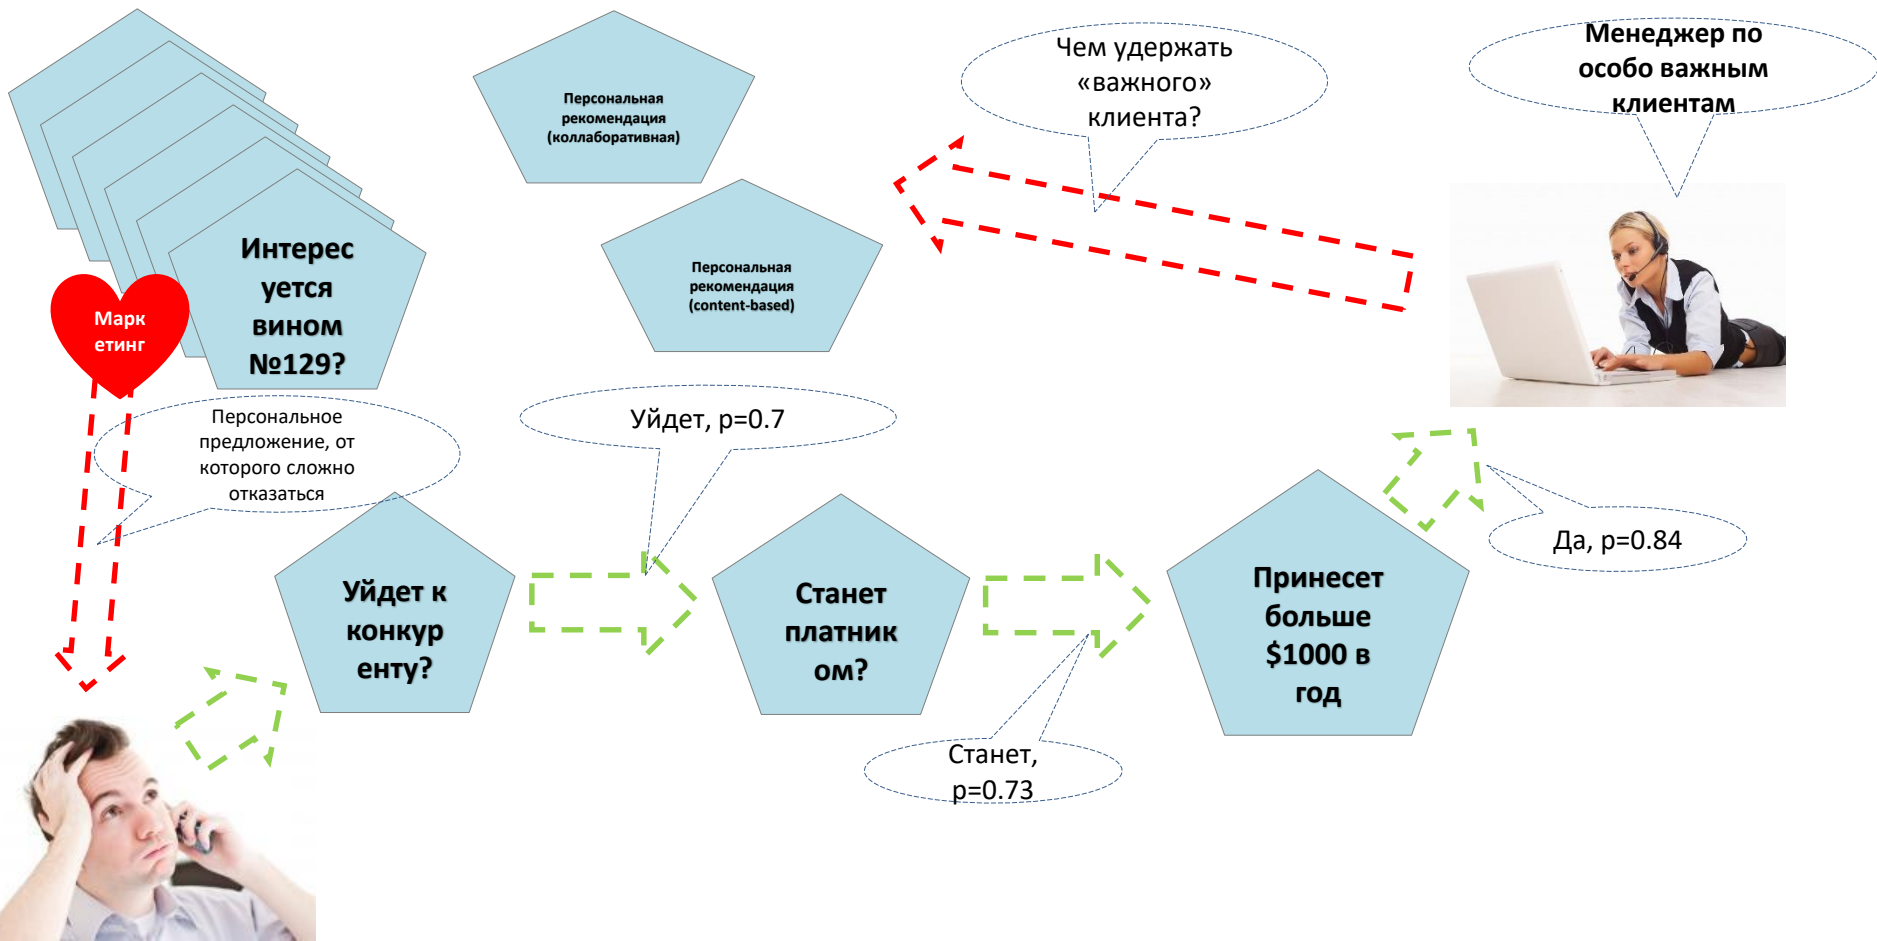 Персональная
рекомендация
(коллаборативная)
Чем удержать
«важного»
клиента?
Менеджер по
особо важным
клиентам
Интерес
уется
вином
№129?
Марк
етинг
Персональная
рекомендация
(content-based)
Персональное
предложение, от
которого сложно
отказаться
Уйдет, p=0.7
Да, p=0.84
Уйдет к
конкур
енту?
Станет
платник
ом?
Принесет
больше
$1000 в
год
Станет,
p=0.73